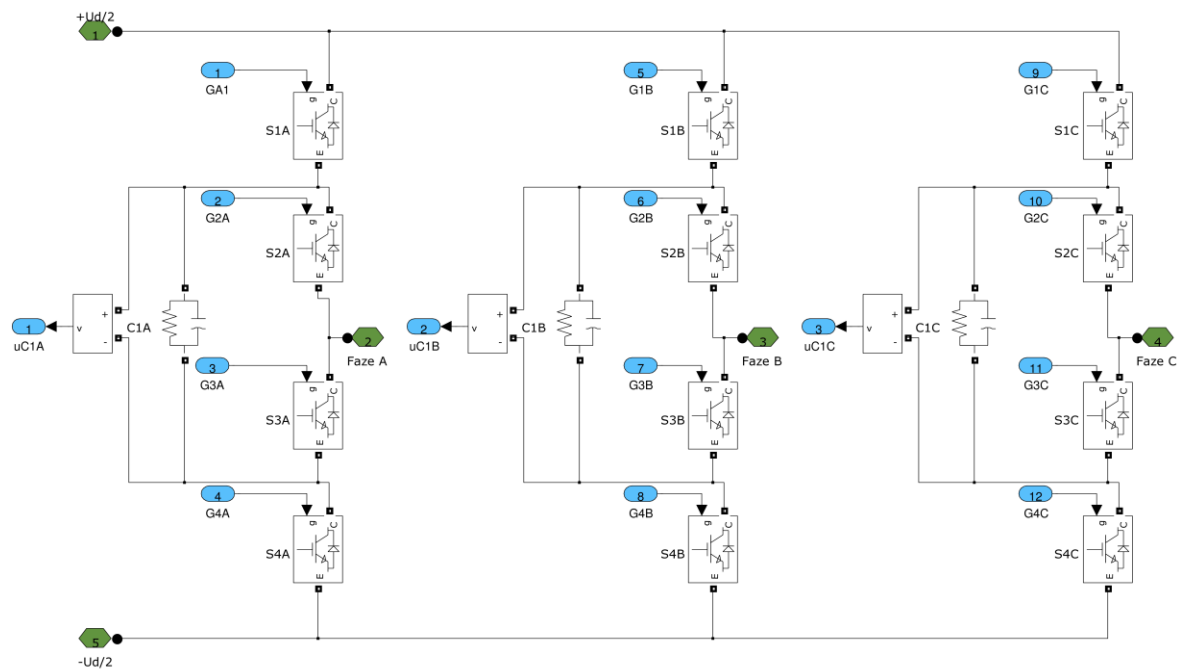 +Ud/2
1
1
GA1
5
G1B
9
G1C
g
C
S1A
E
g
C
S1B
E
g
C
S1C
E
2
G2A
6
G2B
10
G2C
g
C
S2A
E
g
C
S2B
E
g
C
S2C
E
+
v
-
C1A
1
uC1A
2
Faze A
+
v
-
C1B
2
uC1B
3
Faze B
+
v
-
C1C
3
uC1C
4
Faze C
3
G3A
7
G3B
11
G3C
g
C
S3A
E
g
C
S3B
E
g
C
S3C
E
4
G4A
8
G4B
12
G4C
g
C
S4A
E
g
C
S4B
E
g
C
S4C
E
5
-Ud/2